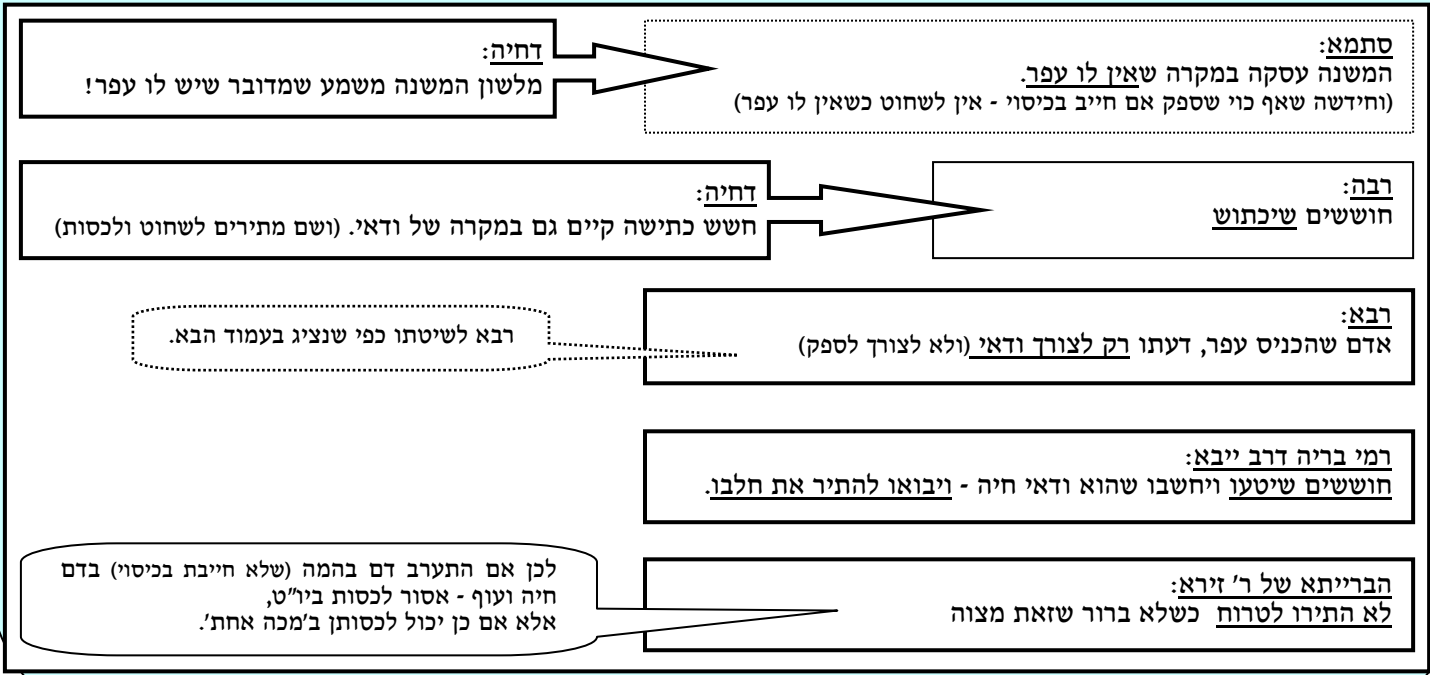 סתמא:
המשנה עסקה במקרה שאין לו עפר.
(וחידשה שאף כוי שספק אם חייב בכיסוי - אין לשחוט כשאין לו עפר)
דחיה:
מלשון המשנה משמע שמדובר שיש לו עפר!
רבה:
חוששים שיכתוש
דחיה:
חשש כתישה קיים גם במקרה של ודאי. (ושם מתירים לשחוט ולכסות)
רבא:
אדם שהכניס עפר, דעתו רק לצורך ודאי (ולא לצורך לספק)
רבא לשיטתו כפי שנציג בעמוד הבא.
רמי בריה דרב ייבא:
חוששים שיטעו ויחשבו שהוא ודאי חיה - ויבואו להתיר את חלבו.
הברייתא של ר' זירא:
לא התירו לטרוח כשלא ברור שזאת מצוה
לכן אם התערב דם בהמה (שלא חייבת בכיסוי) בדם
חיה ועוף - אסור לכסות ביו"ט,
אלא אם כן יכול לכסותן ב'מכה אחת'.